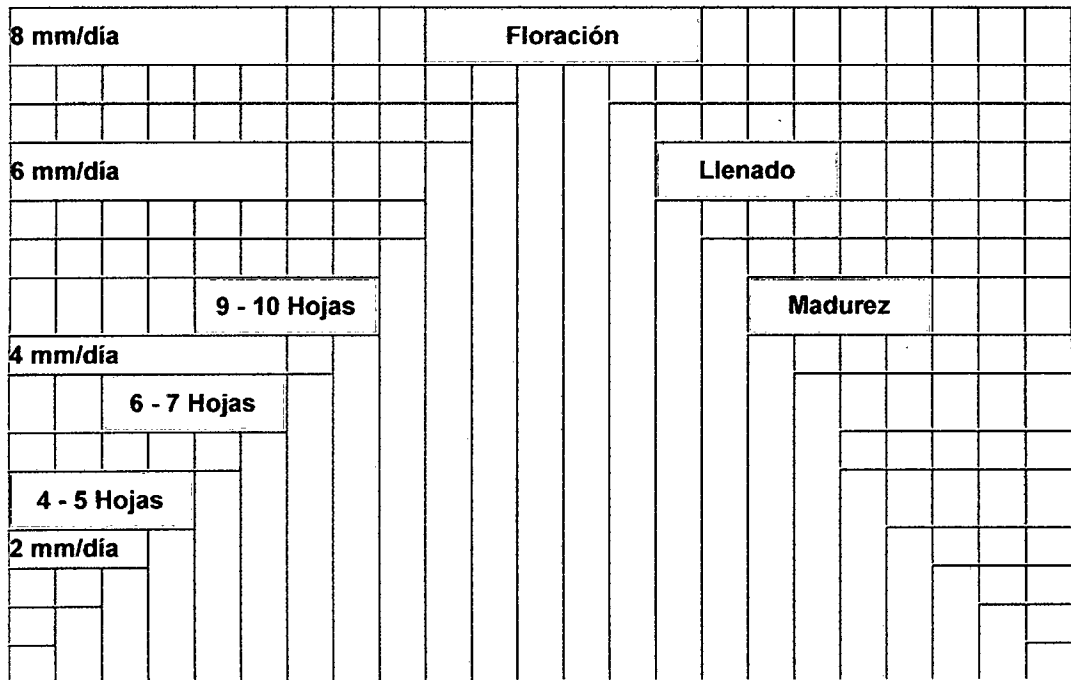 8 mm/día
Floración
6 mm/día
Llenado
9 - 10 Hojas
Madurez
4 mm/día
6 - 7 Hojas
4 - 5 Hojas
2 mm/día